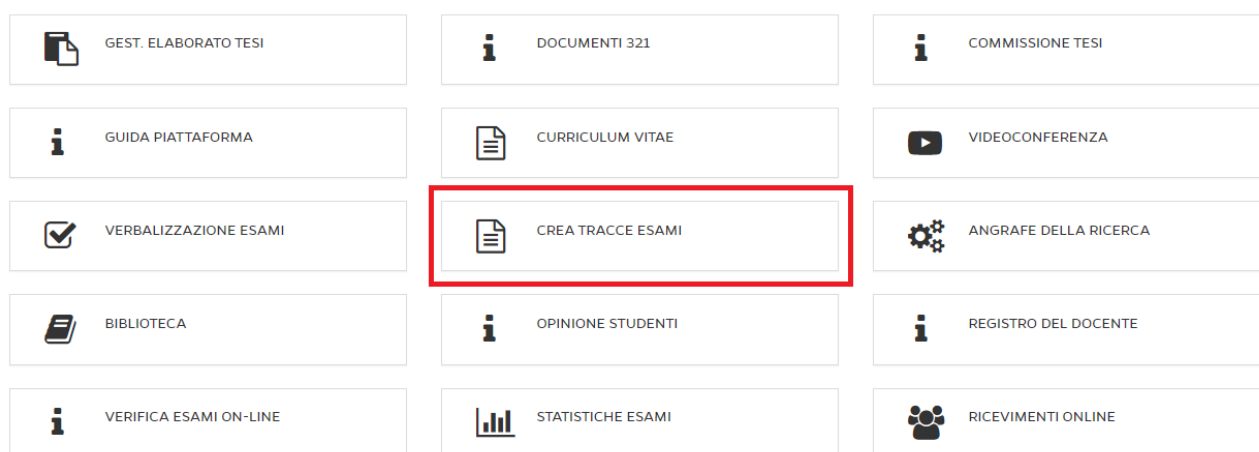 GEST. ELABORATO TESI
DOCUMENTI 321
COMMISSIONE TESI
GUIDA PIATTAFORMA
CURRICULUM VITAE
VIDEOCONFERENZA
VERBALIZZAZIONE ESAMI
CREA TRACCE ESAMI
ANGRAFE DELLA RICERCA
BIBLIOTECA
OPINIONE STUDENTI
REGISTRO DEL DOCENTE
VERIFICA ESAMI ON-LINE
STATISTICHE ESAMI
RICEVIMENTI ONLINE